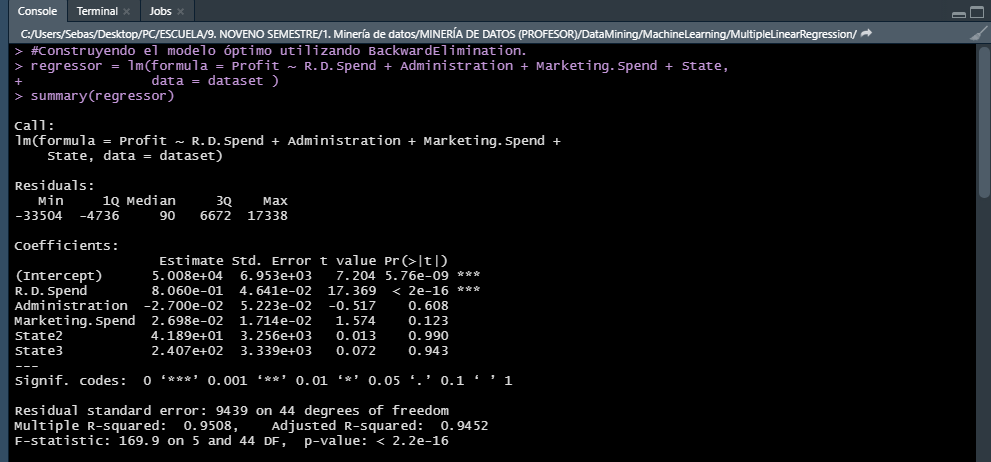 Console Terminal × Jobs ×
C:/Users/Sebas/Desktop/PC/ESCUELA/9. NOVENO SEMESTRE/1. Minería de datos/MINERÍA DE DATOS (PROFESOR)/DataMining/MachineLearning/MultipleLinearRegression/
> #Construyendo el modelo óptimo utilizando BackwardElimination.
> regressor = lm(formula = Profit ~ R.D.Spend + Administration + Marketing.Spend + State,
+                data = dataset )
> summary(regressor)

Call:
lm(formula = Profit ~ R.D.Spend + Administration + Marketing.Spend +
    State, data = dataset)

Residuals:
   Min     1Q Median     3Q    Max
-33504  -4736     90   6672  17338

Coefficients:
                  Estimate Std. Error t value Pr(>|t|)
(Intercept)      5.008e+04  6.953e+03   7.204 5.76e-09 ***
R.D.Spend        8.060e-01  4.641e-02  17.369  < 2e-16 ***
Administration  -2.700e-02  5.223e-02  -0.517    0.608
Marketing.Spend  2.698e-02  1.714e-02   1.574    0.123
State2           4.189e+01  3.256e+03   0.013    0.990
State3           2.407e+02  3.339e+03   0.072    0.943
---
Signif. codes:  0 ‘***’ 0.001 ‘**’ 0.01 ‘*’ 0.05 ‘.’ 0.1 ‘ ’ 1

Residual standard error: 9439 on 44 degrees of freedom
Multiple R-squared:  0.9508,    Adjusted R-squared:  0.9452
F-statistic: 169.9 on 5 and 44 DF,  p-value: < 2.2e-16